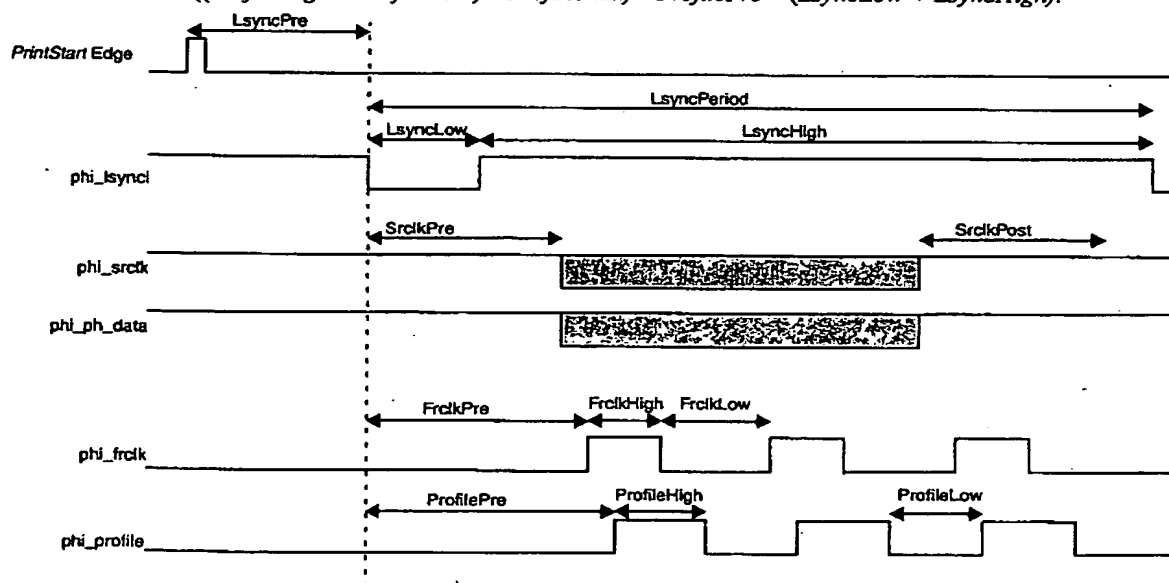 LsyncPre
PrintStart Edge
LsyncPeriod
LsyncLow LsyncHigh
phi_lsyncl
SrclkPre SrclkPost
phi_srclk
phi_ph_data
FrclkPre FrclkHigh FrclkLow
phi_frclk
ProfilePre ProfileHigh ProfileLow
phi_profile